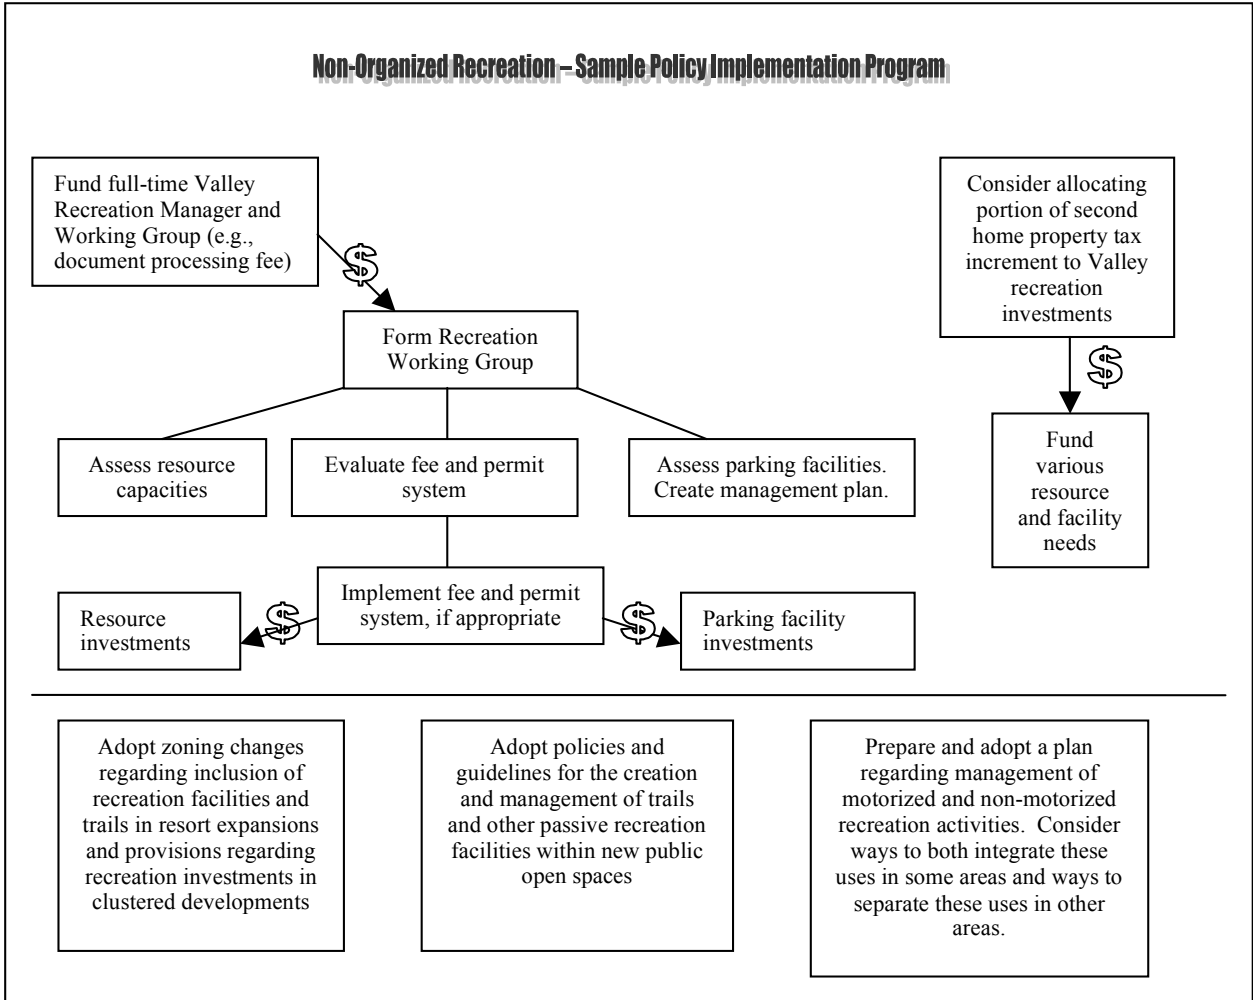 Non-Organized Recreation – Sample Policy Implementation Program
Fund full-time Valley
Recreation Manager and
Working Group (e.g.,
document processing fee)
$
Consider allocating
portion of second
home property tax
increment to Valley
recreation
investments
$
Form Recreation
Working Group
Fund
various
resource
and facility
needs
Assess resource
capacities
Evaluate fee and permit
system
Assess parking facilities.
Create management plan.
Implement fee and permit
system, if appropriate
Resource
investments
$
$
Parking facility
investments
Adopt zoning changes
regarding inclusion of
recreation facilities and
trails in resort expansions
and provisions regarding
recreation investments in
clustered developments
Adopt policies and
guidelines for the creation
and management of trails
and other passive recreation
facilities within new public
open spaces
Prepare and adopt a plan
regarding management of
motorized and non-motorized
recreation activities.  Consider
ways to both integrate these
uses in some areas and ways to
separate these uses in other
areas.